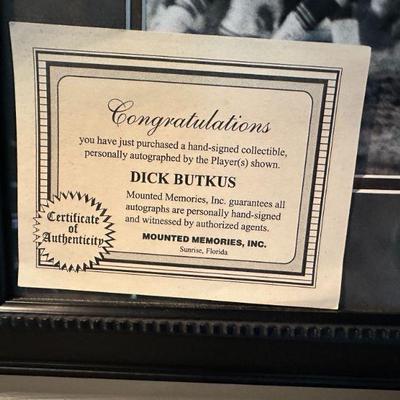 Congratulations
you have just purchased a hand-signed collectible,
personally autographed by the Player(s) shown.
DICK BUTKUS
Mounted Memories, Inc. guarantees all
autographs are personally hand-signed
and witnessed by authorized agents.
MOUNTED MEMORIES, INC.
Sunrise, Florida
Certificate
of
Authenticity